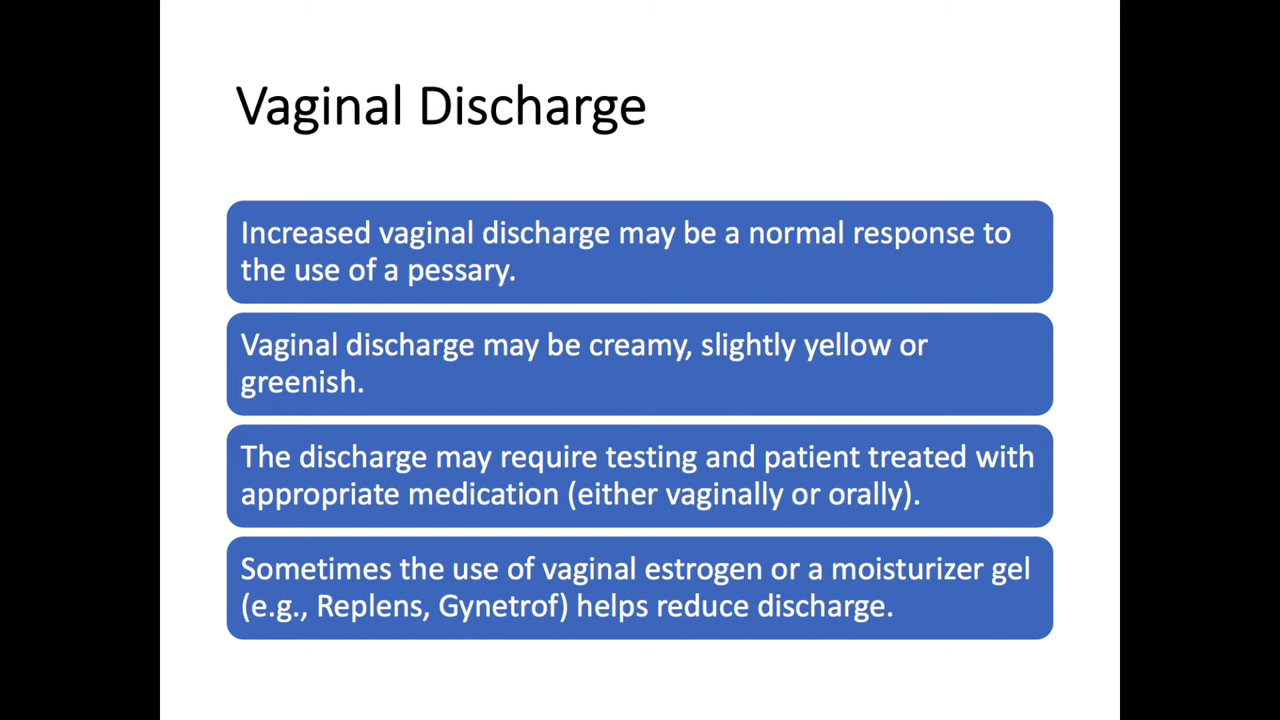 Vaginal Discharge
Increased vaginal discharge may be a normal response to
the use of a pessary.
Vaginal discharge may be creamy, slightly yellow or
greenish.
The discharge may require testing and patient treated with
appropriate medication (either vaginally or orally).
Sometimes the use of vaginal estrogen or a moisturizer gel
(e.g., Replens, Gynetrof) helps reduce discharge.